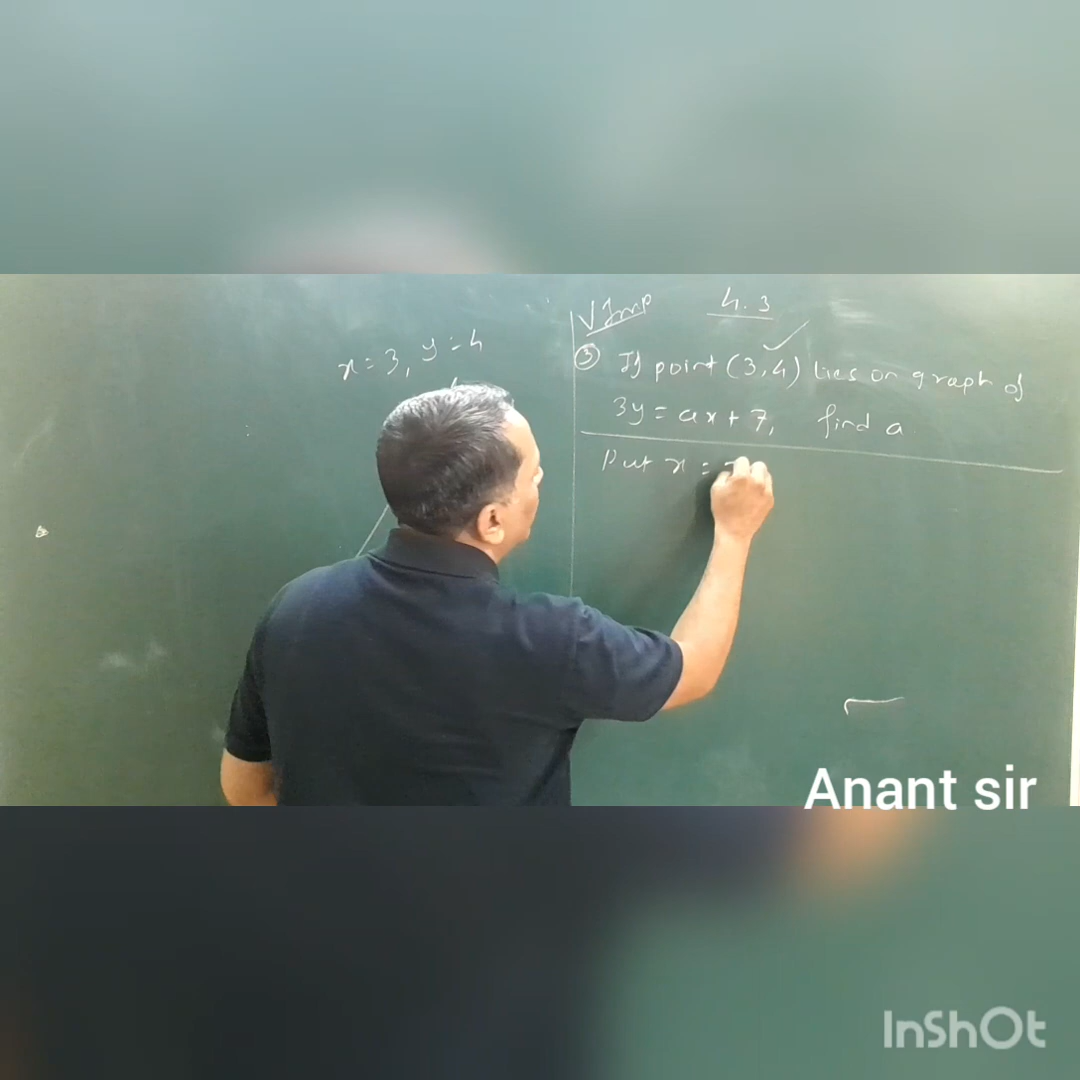 x = 3, y = 4
V Imp
4.3
③ If point (3,4) lies on graph of
3y = ax + 7, find a
Put x =
Anant sir
InShOt